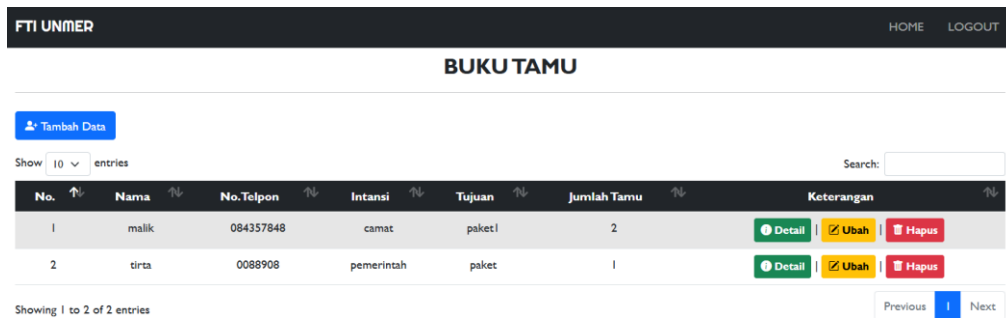 FTI UNMER HOME LOGOUT
BUKU TAMU
Tambah Data
Show 10 entries Search:
No. Nama No.Telpon Intansi Tujuan Jumlah Tamu Keterangan
1 malik 084357848 camat paket1 2 Detail | Ubah | Hapus
2 tirta 0088908 pemerintah paket 1 Detail | Ubah | Hapus
Showing 1 to 2 of 2 entries Previous 1 Next